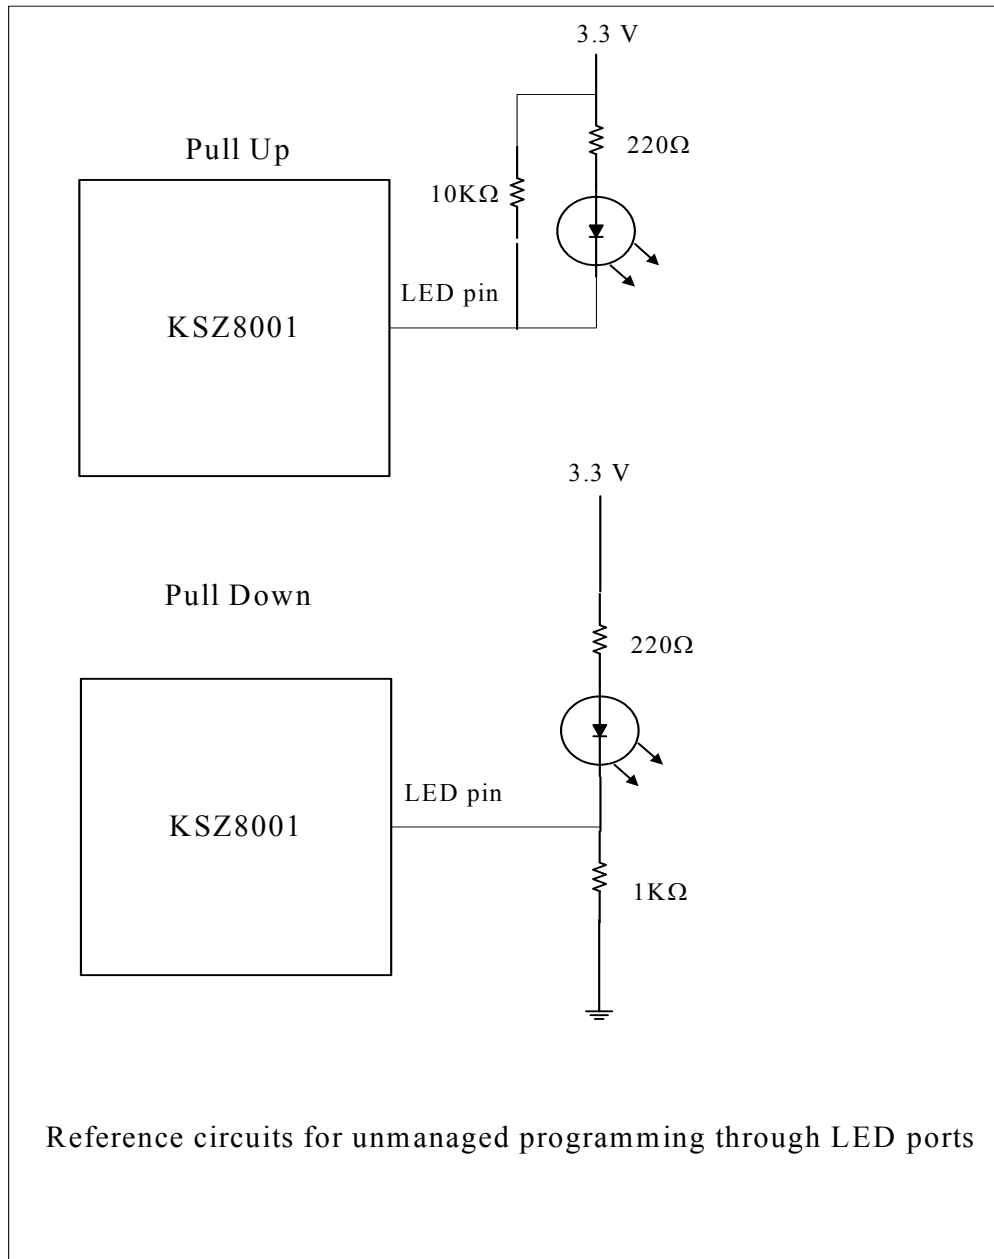 3.3 V
Pull Up
220Ω
10KΩ
LED pin
KSZ8001
3.3 V
Pull Down
220Ω
LED pin
KSZ8001
1KΩ
Reference circuits for unmanaged programming through LED ports